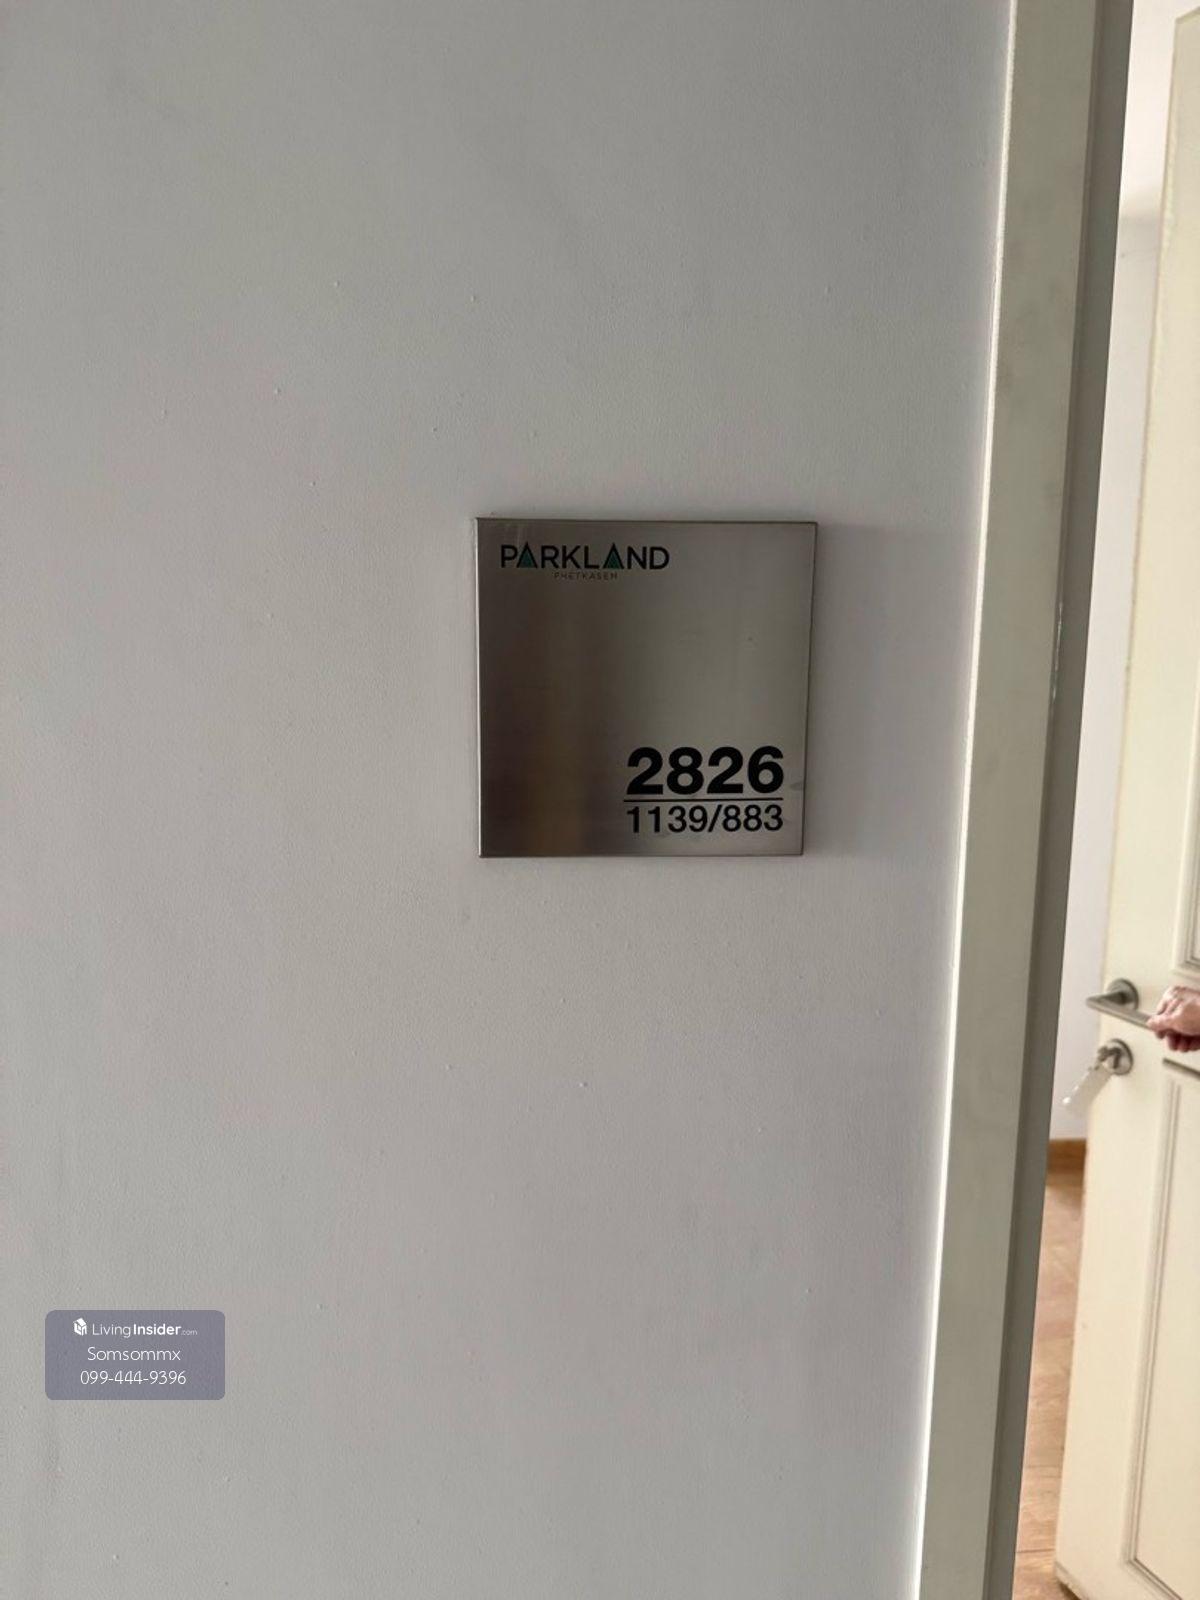 PARKLAND
PHETKASEM
2826
1139/883
LivingInsider.com
Somsommx
099-444-9396